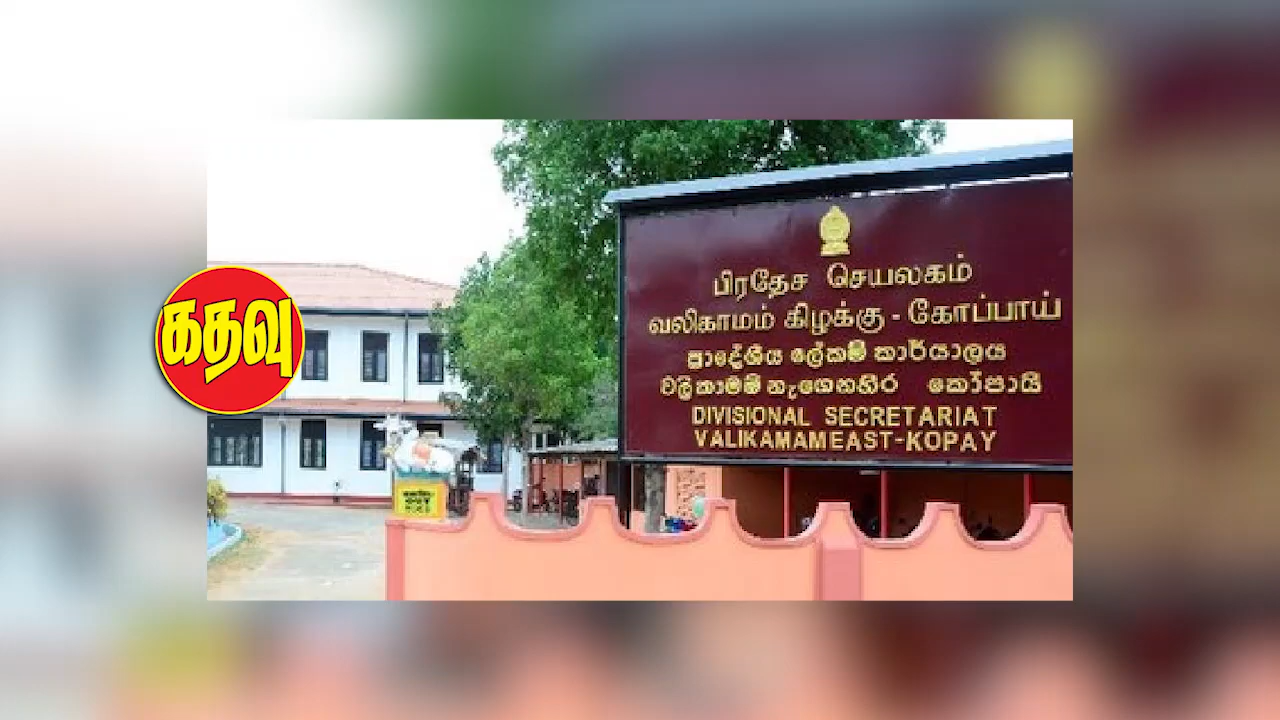 கதவு
பிரதேச செயலகம்
வலிகாமம் கிழக்கு - கோப்பாய்
ප්‍රාදේශීය ලේකම් කාර්යාලය
වලිකාමම් නැගෙනහිර කෝපායි
DIVISIONAL SECRETARIAT
VALIKAMAMEAST-KOPAY